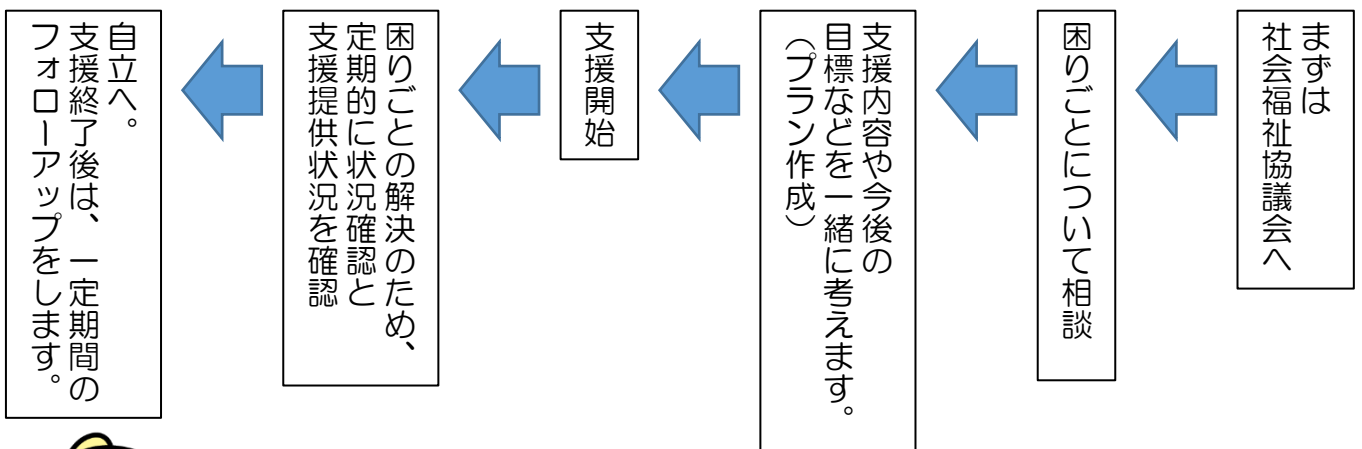 まずは
社会福祉協議会へ
困りごとについて相談
支援内容や今後の
目標などを一緒に考えます。
（プラン作成）
支援開始
困りごとの解決のため、
定期的に状況確認と
支援提供状況を確認
自立へ。
支援終了後は、一定期間の
フォローアップをします。